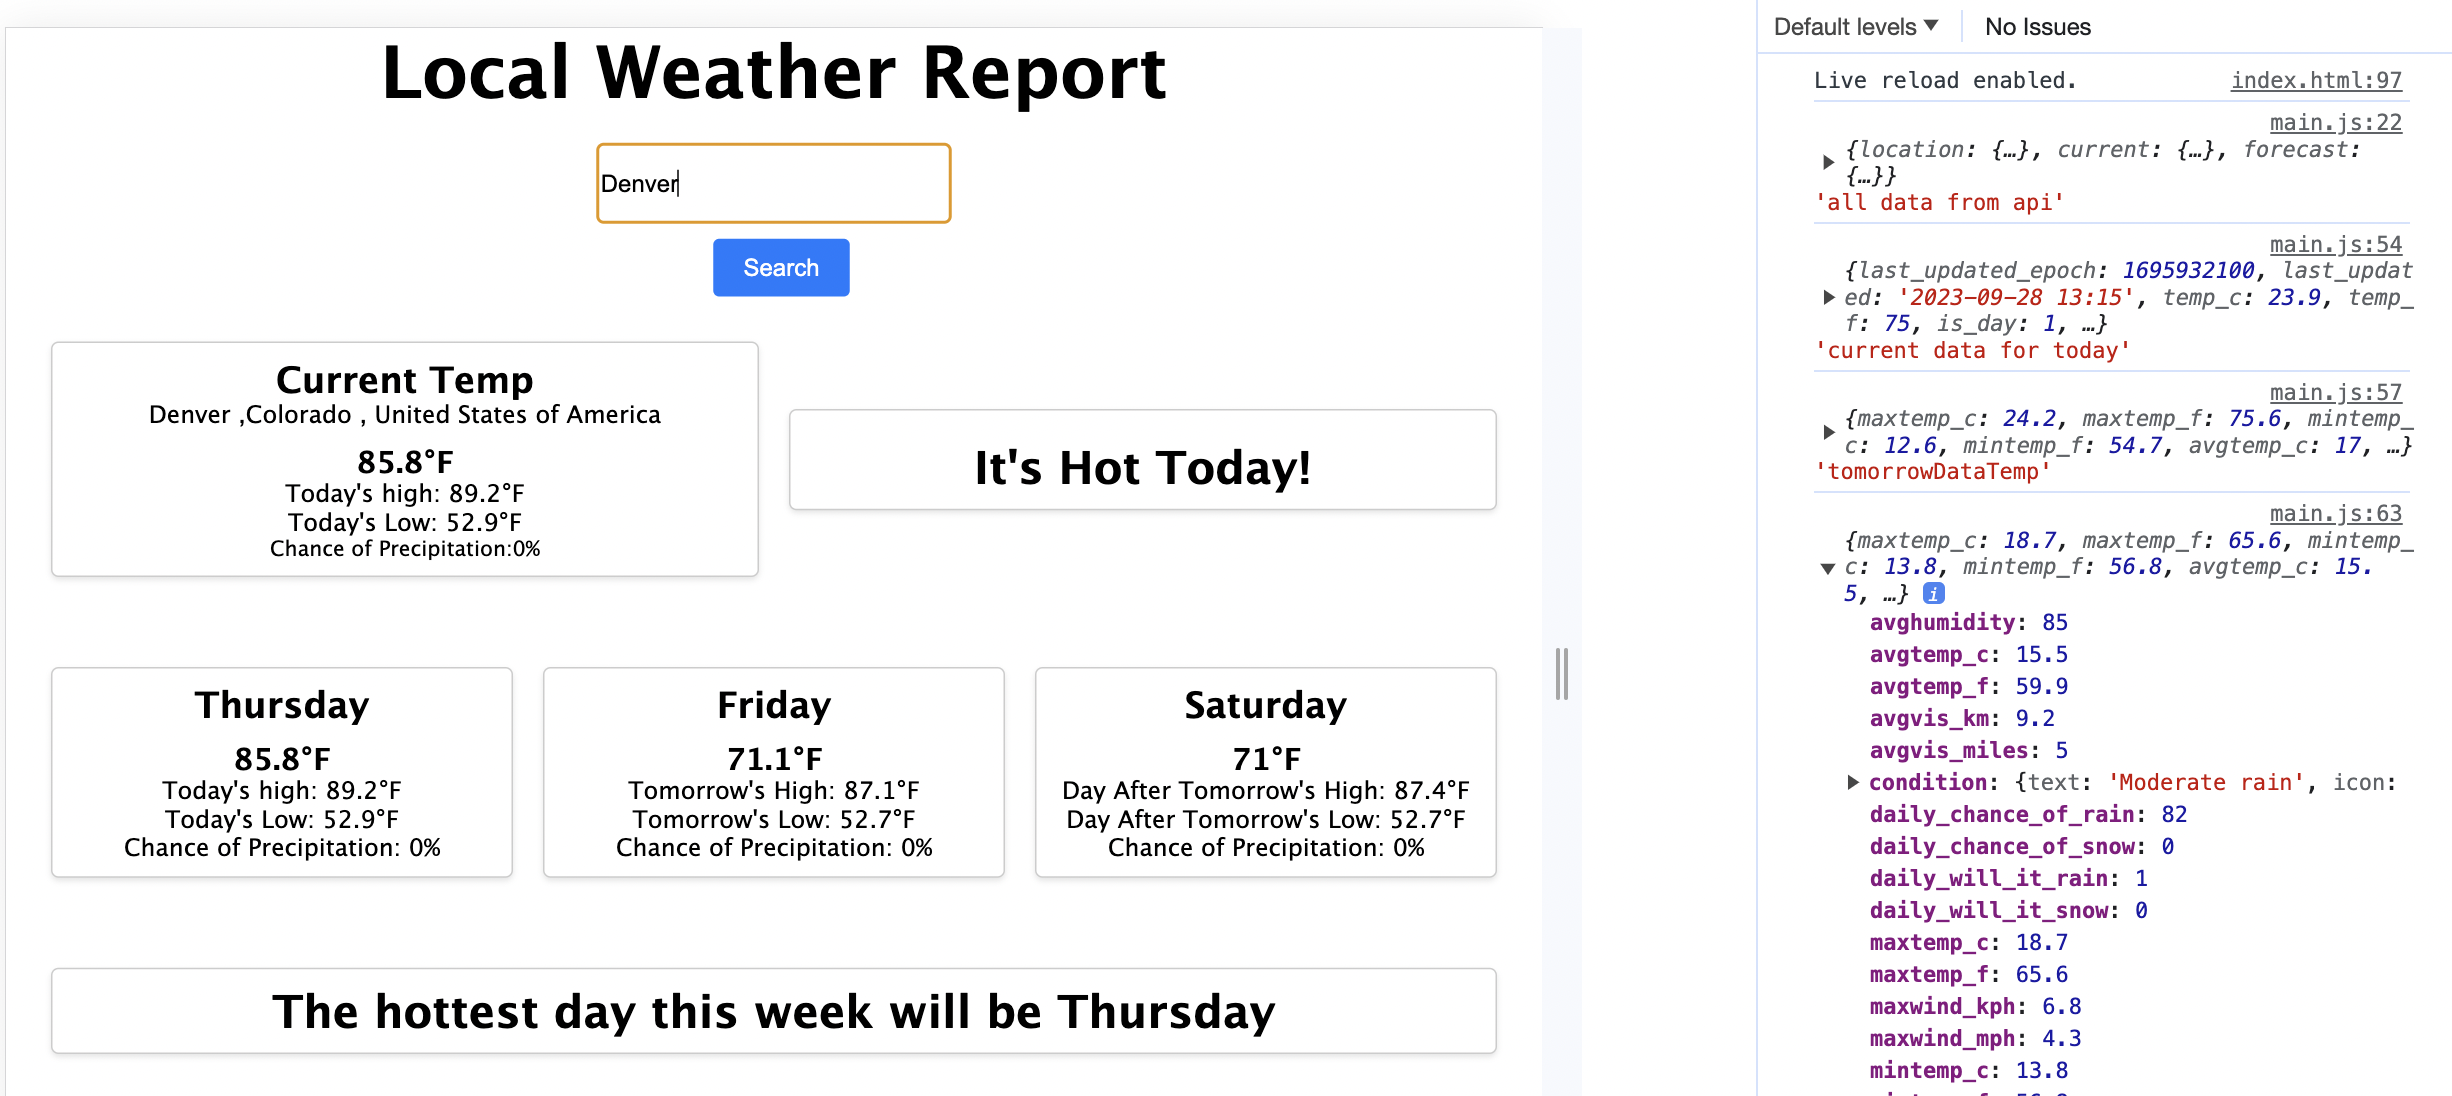 Local Weather Report
Denver
Search
Current Temp
Denver ,Colorado , United States of America
85.8°F
Today's high: 89.2°F
Today's Low: 52.9°F
Chance of Precipitation:0%
It's Hot Today!
Thursday
85.8°F
Today's high: 89.2°F
Today's Low: 52.9°F
Chance of Precipitation: 0%
Friday
71.1°F
Tomorrow's High: 87.1°F
Tomorrow's Low: 52.7°F
Chance of Precipitation: 0%
Saturday
71°F
Day After Tomorrow's High: 87.4°F
Day After Tomorrow's Low: 52.7°F
Chance of Precipitation: 0%
The hottest day this week will be Thursday
Default levels No Issues
Live reload enabled. index.html:97
main.js:22
{location: {…}, current: {…}, forecast:
{…}}
'all data from api'
main.js:54
{last_updated_epoch: 1695932100, last_updat
ed: '2023-09-28 13:15', temp_c: 23.9, temp_
f: 75, is_day: 1, …}
'current data for today'
main.js:57
{maxtemp_c: 24.2, maxtemp_f: 75.6, mintemp_
c: 12.6, mintemp_f: 54.7, avgtemp_c: 17, …}
'tomorrowDataTemp'
main.js:63
{maxtemp_c: 18.7, maxtemp_f: 65.6, mintemp_
c: 13.8, mintemp_f: 56.8, avgtemp_c: 15.
5, …} i
avghumidity: 85
avgtemp_c: 15.5
avgtemp_f: 59.9
avgvis_km: 9.2
avgvis_miles: 5
condition: {text: 'Moderate rain', icon:
daily_chance_of_rain: 82
daily_chance_of_snow: 0
daily_will_it_rain: 1
daily_will_it_snow: 0
maxtemp_c: 18.7
maxtemp_f: 65.6
maxwind_kph: 6.8
maxwind_mph: 4.3
mintemp_c: 13.8